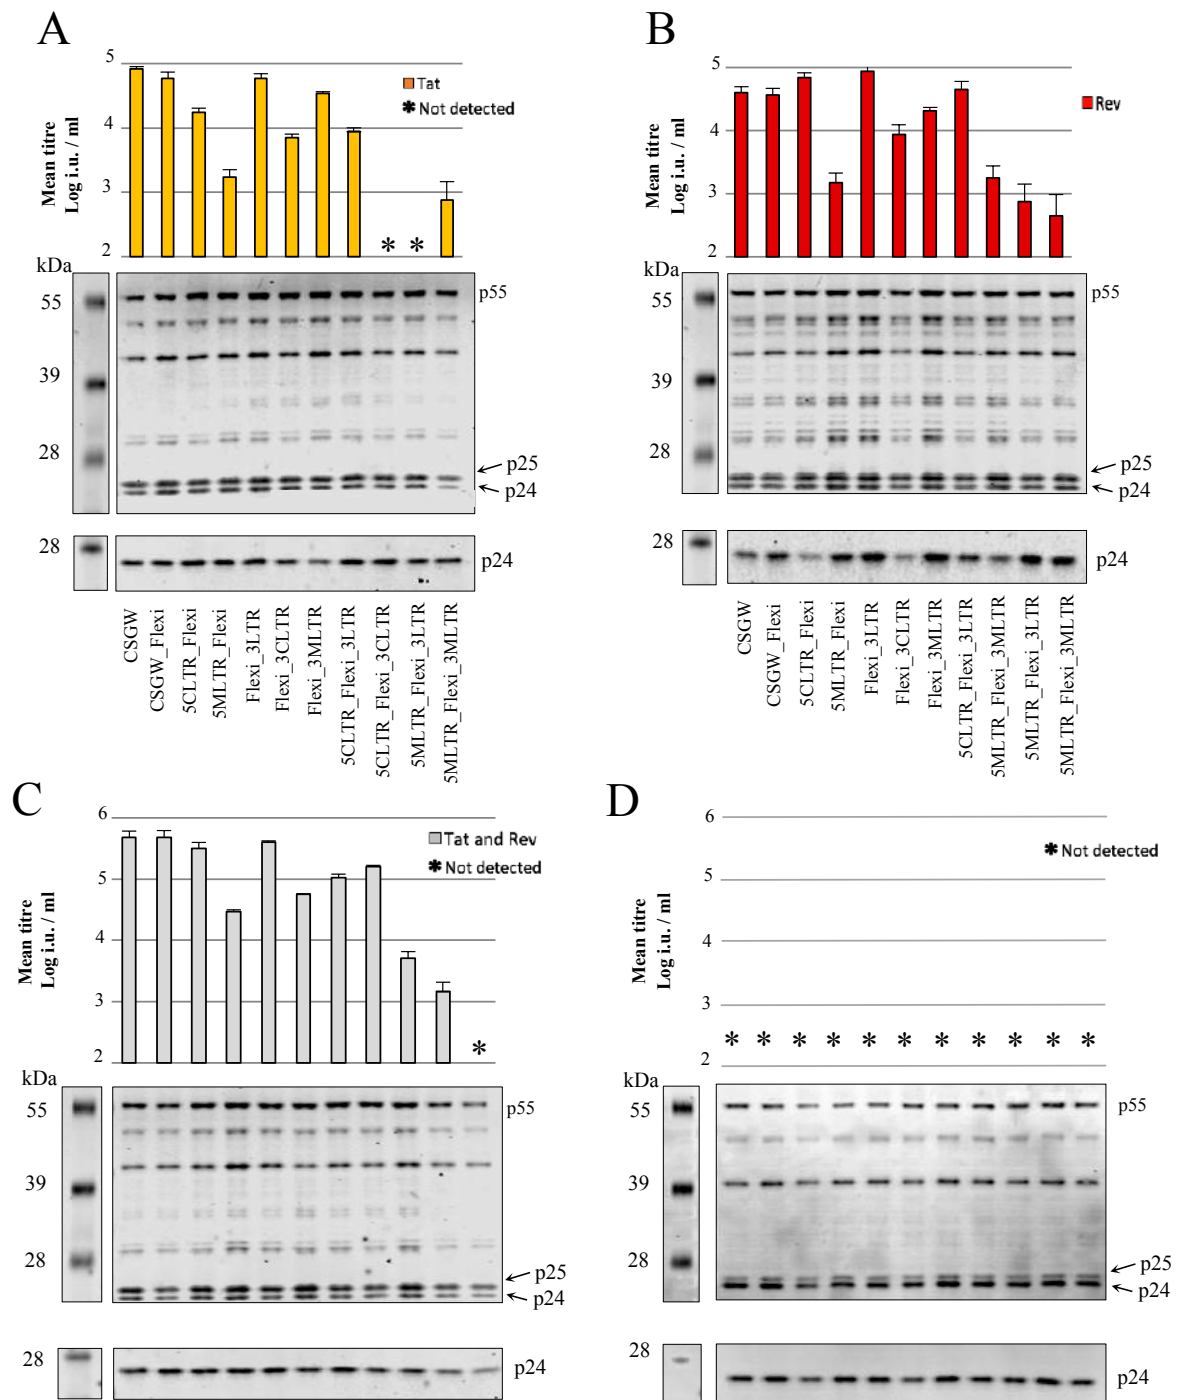 A
5
4
3
2
Mean titre
Log i.u. / ml
Tat
* Not detected
* *
kDa
55
39
28
p55
p25
p24
28
p24
CSGW
CSGW_Flexi
5CLTR_Flexi
5MLTR_Flexi
Flexi_3LTR
Flexi_3CLTR
Flexi_3MLTR
5CLTR_Flexi_3LTR
5CLTR_Flexi_3CLTR
5MLTR_Flexi_3LTR
5MLTR_Flexi_3MLTR
B
5
4
3
2
Mean titre
Log i.u. / ml
Rev
kDa
55
39
28
p55
p25
p24
28
p24
CSGW
CSGW_Flexi
5CLTR_Flexi
5MLTR_Flexi
Flexi_3LTR
Flexi_3CLTR
Flexi_3MLTR
5CLTR_Flexi_3LTR
5MLTR_Flexi_3CLTR
5MLTR_Flexi_3LTR
5MLTR_Flexi_3MLTR
C
6
5
4
3
2
Mean titre
Log i.u. / ml
Tat and Rev
* Not detected
*
kDa
55
39
28
p55
p25
p24
28
p24
D
6
5
4
3
2
Mean titre
Log i.u. / ml
* Not detected
* * * * * * * * * * *
kDa
55
39
28
p55
p25
p24
28
p24